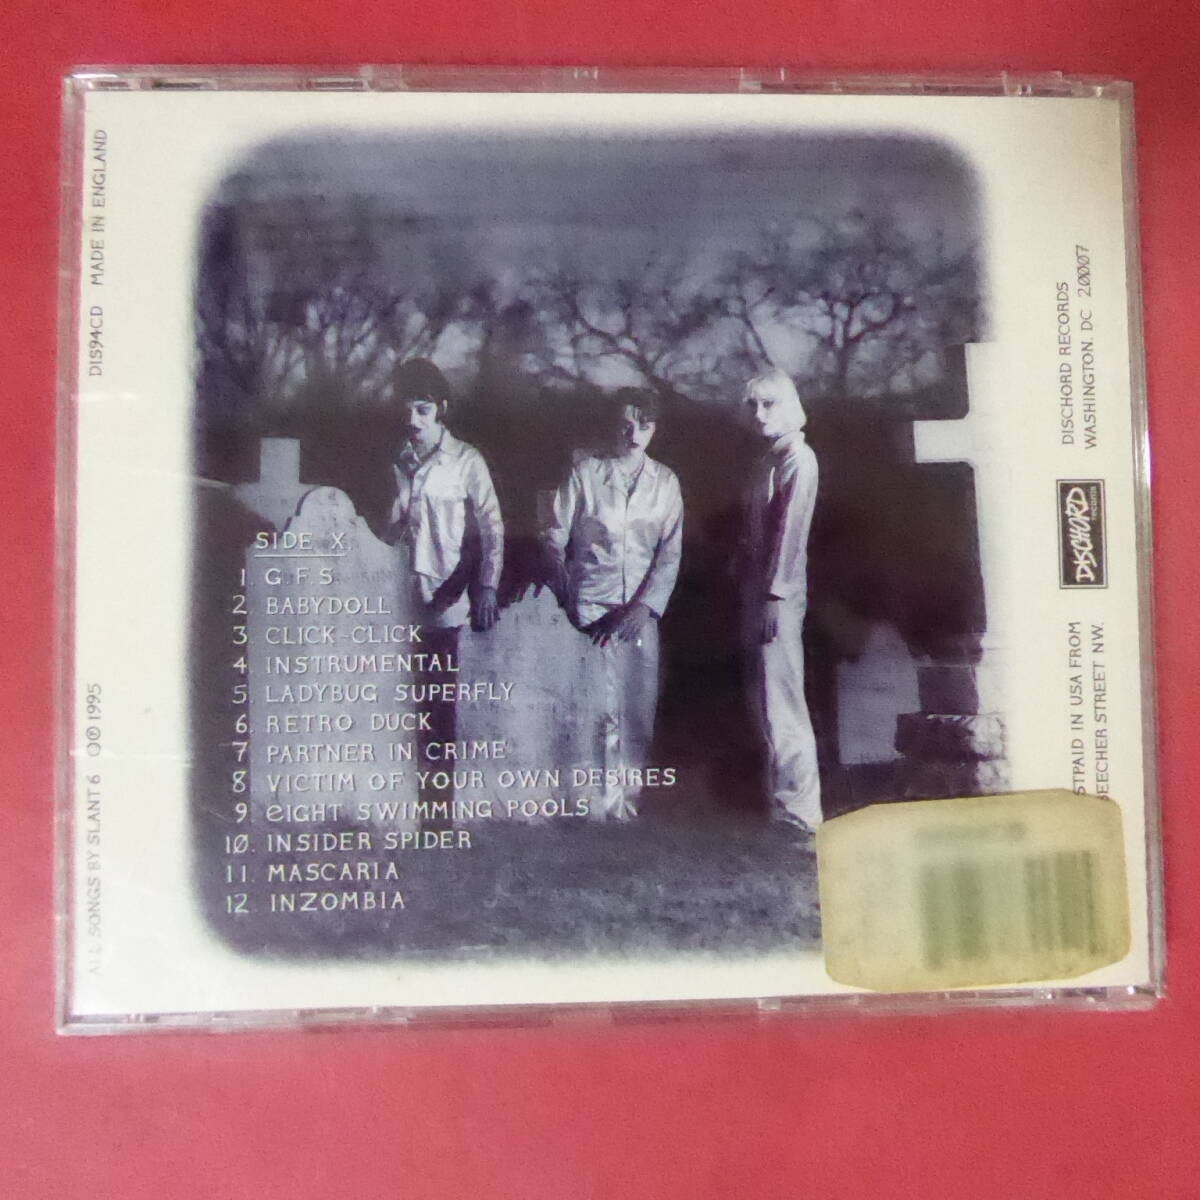 DIS94CD MADE IN ENGLAND
ALL SONGS BY SLANT 6 ©℗ 1995
SIDE X.
1. G.F.S.
2. BABYDOLL
3. CLICK-CLICK
4. INSTRUMENTAL
5. LADYBUG SUPERFLY
6. RETRO DUCK
7. PARTNER IN CRIME
8. VICTIM OF YOUR OWN DESIRES
9. eIGHT SWIMMING POOLS
10. INSIDER SPIDER
11. MASCARIA
12. INZOMBIA
DISCHORD RECORDS
WASHINGTON, DC 20007
DISCHORD
records
STPAID IN USA FROM
BEECHER STREET NW.